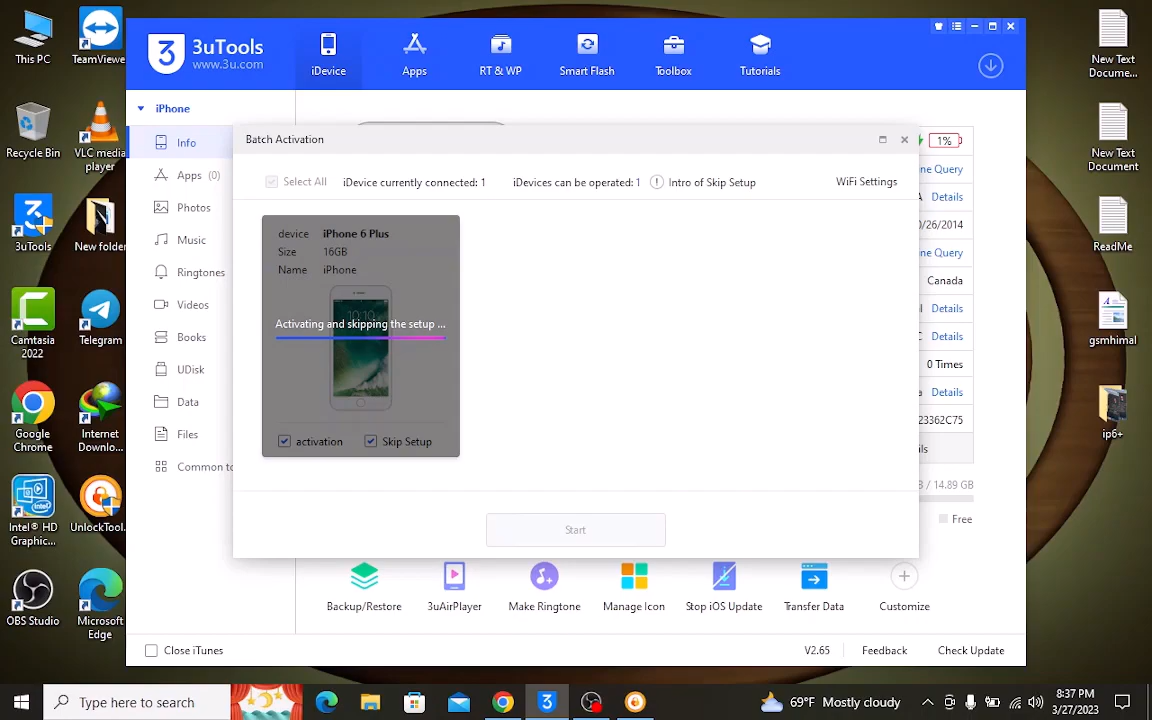 This PC
TeamViewe
Recycle Bin
VLC media
player
3uTools
New folder
Camtasia
2022
Telegram
Google
Chrome
Internet
Downlo...
Intel® HD
Graphic...
UnlockTool.
OBS Studio
Microsoft
Edge
3uTools
www.3u.com
iDevice
Apps
RT & WP
Smart Flash
Toolbox
Tutorials
iPhone
Info
Apps (0)
Photos
Music
Ringtones
Videos
Books
UDisk
Data
Files
Common to
Batch Activation
Select All
iDevice currently connected: 1
iDevices can be operated: 1
Intro of Skip Setup
WiFi Settings
device iPhone 6 Plus
Size 16GB
Name iPhone
Activating and skipping the setup ...
activation
Skip Setup
Start
1%
ne Query
A Details
/26/2014
ne Query
Canada
Details
C Details
0 Times
a Details
23362C75
ils
/ 14.89 GB
Free
Backup/Restore
3uAirPlayer
Make Ringtone
Manage Icon
Stop iOS Update
Transfer Data
Customize
Close iTunes
V2.65
Feedback
Check Update
New Text
Docume...
New Text
Document
ReadMe
gsmhimal
ip6+
Type here to search
69°F Mostly cloudy
8:37 PM
3/27/2023